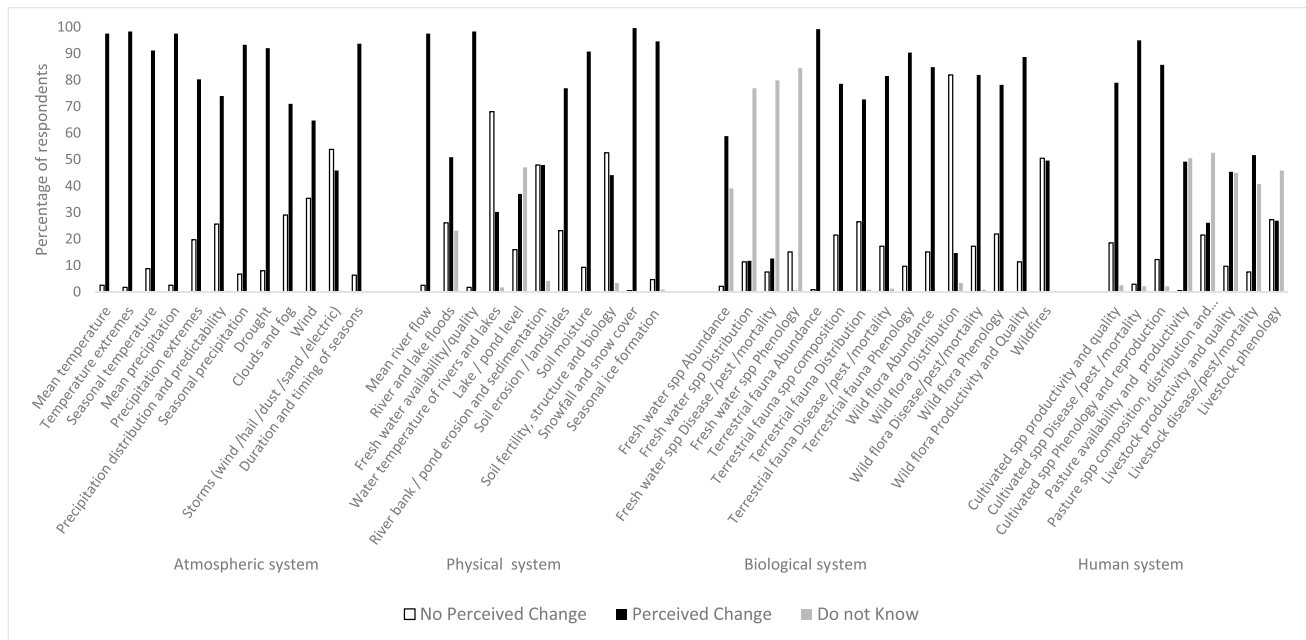 Percentage of respondents
100
90
80
70
60
50
40
30
20
10
0
Mean temperature
Temperature extremes
Seasonal temperature
Mean precipitation
Precipitation extremes
Precipitation distribution and predictability
Seasonal precipitation
Drought
Clouds and fog
Wind
Storms (wind /hail / dust /sand / electric)
Duration and timing of seasons
Mean river flow
River and lake floods
Fresh water availability/quality
Water temperature of rivers and lakes
Lake / pond level
River bank / pond erosion and sedimentation
Soil erosion / landslides
Soil moisture
Soil fertility, structure and biology
Snowfall and snow cover
Seasonal ice formation
Fresh water spp Abundance
Fresh water spp Distribution
Fresh water spp Disease /pest /mortality
Fresh water spp Phenology
Terrestrial fauna Abundance
Terrestrial fauna spp composition
Terrestrial fauna Distribution
Terrestrial fauna Disease /pest /mortality
Terrestrial fauna Phenology
Wild flora Abundance
Wild flora Distribution
Wild flora Disease/pest/mortality
Wild flora Phenology
Wild flora Productivity and Quality
Wildfires
Cultivated spp productivity and quality
Cultivated spp Disease /pest /mortality
Cultivated spp Phenology and reproduction
Pasture availability and  productivity
Pasture spp composition, distribution and...
Livestock productivity and quality
Livestock disease/pest/mortality
Livestock phenology
Atmospheric system
Physical  system
Biological system
Human system
No Perceived Change
Perceived Change
Do not Know